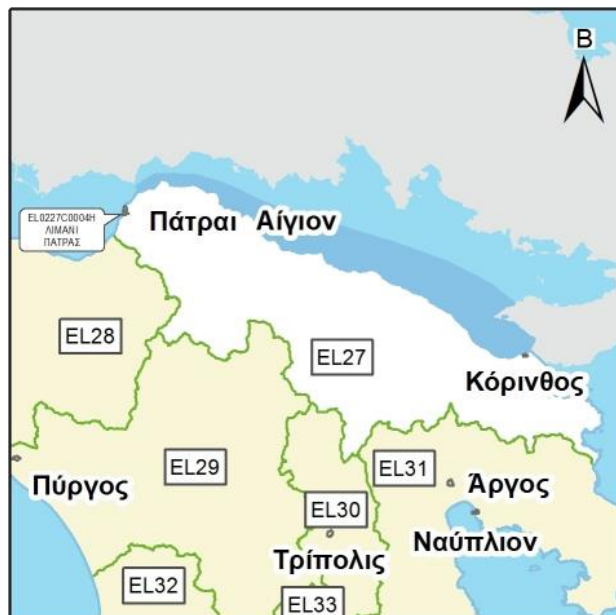 Β
EL0227C0004H
ΛΙΜΑΝΙ
ΠΑΤΡΑΣ
Πάτραι Αίγιον
EL28
EL27
Κόρινθος
EL29
EL31
Πύργος
Άργος
EL30
Ναύπλιον
Τρίπολις
EL32
EL33